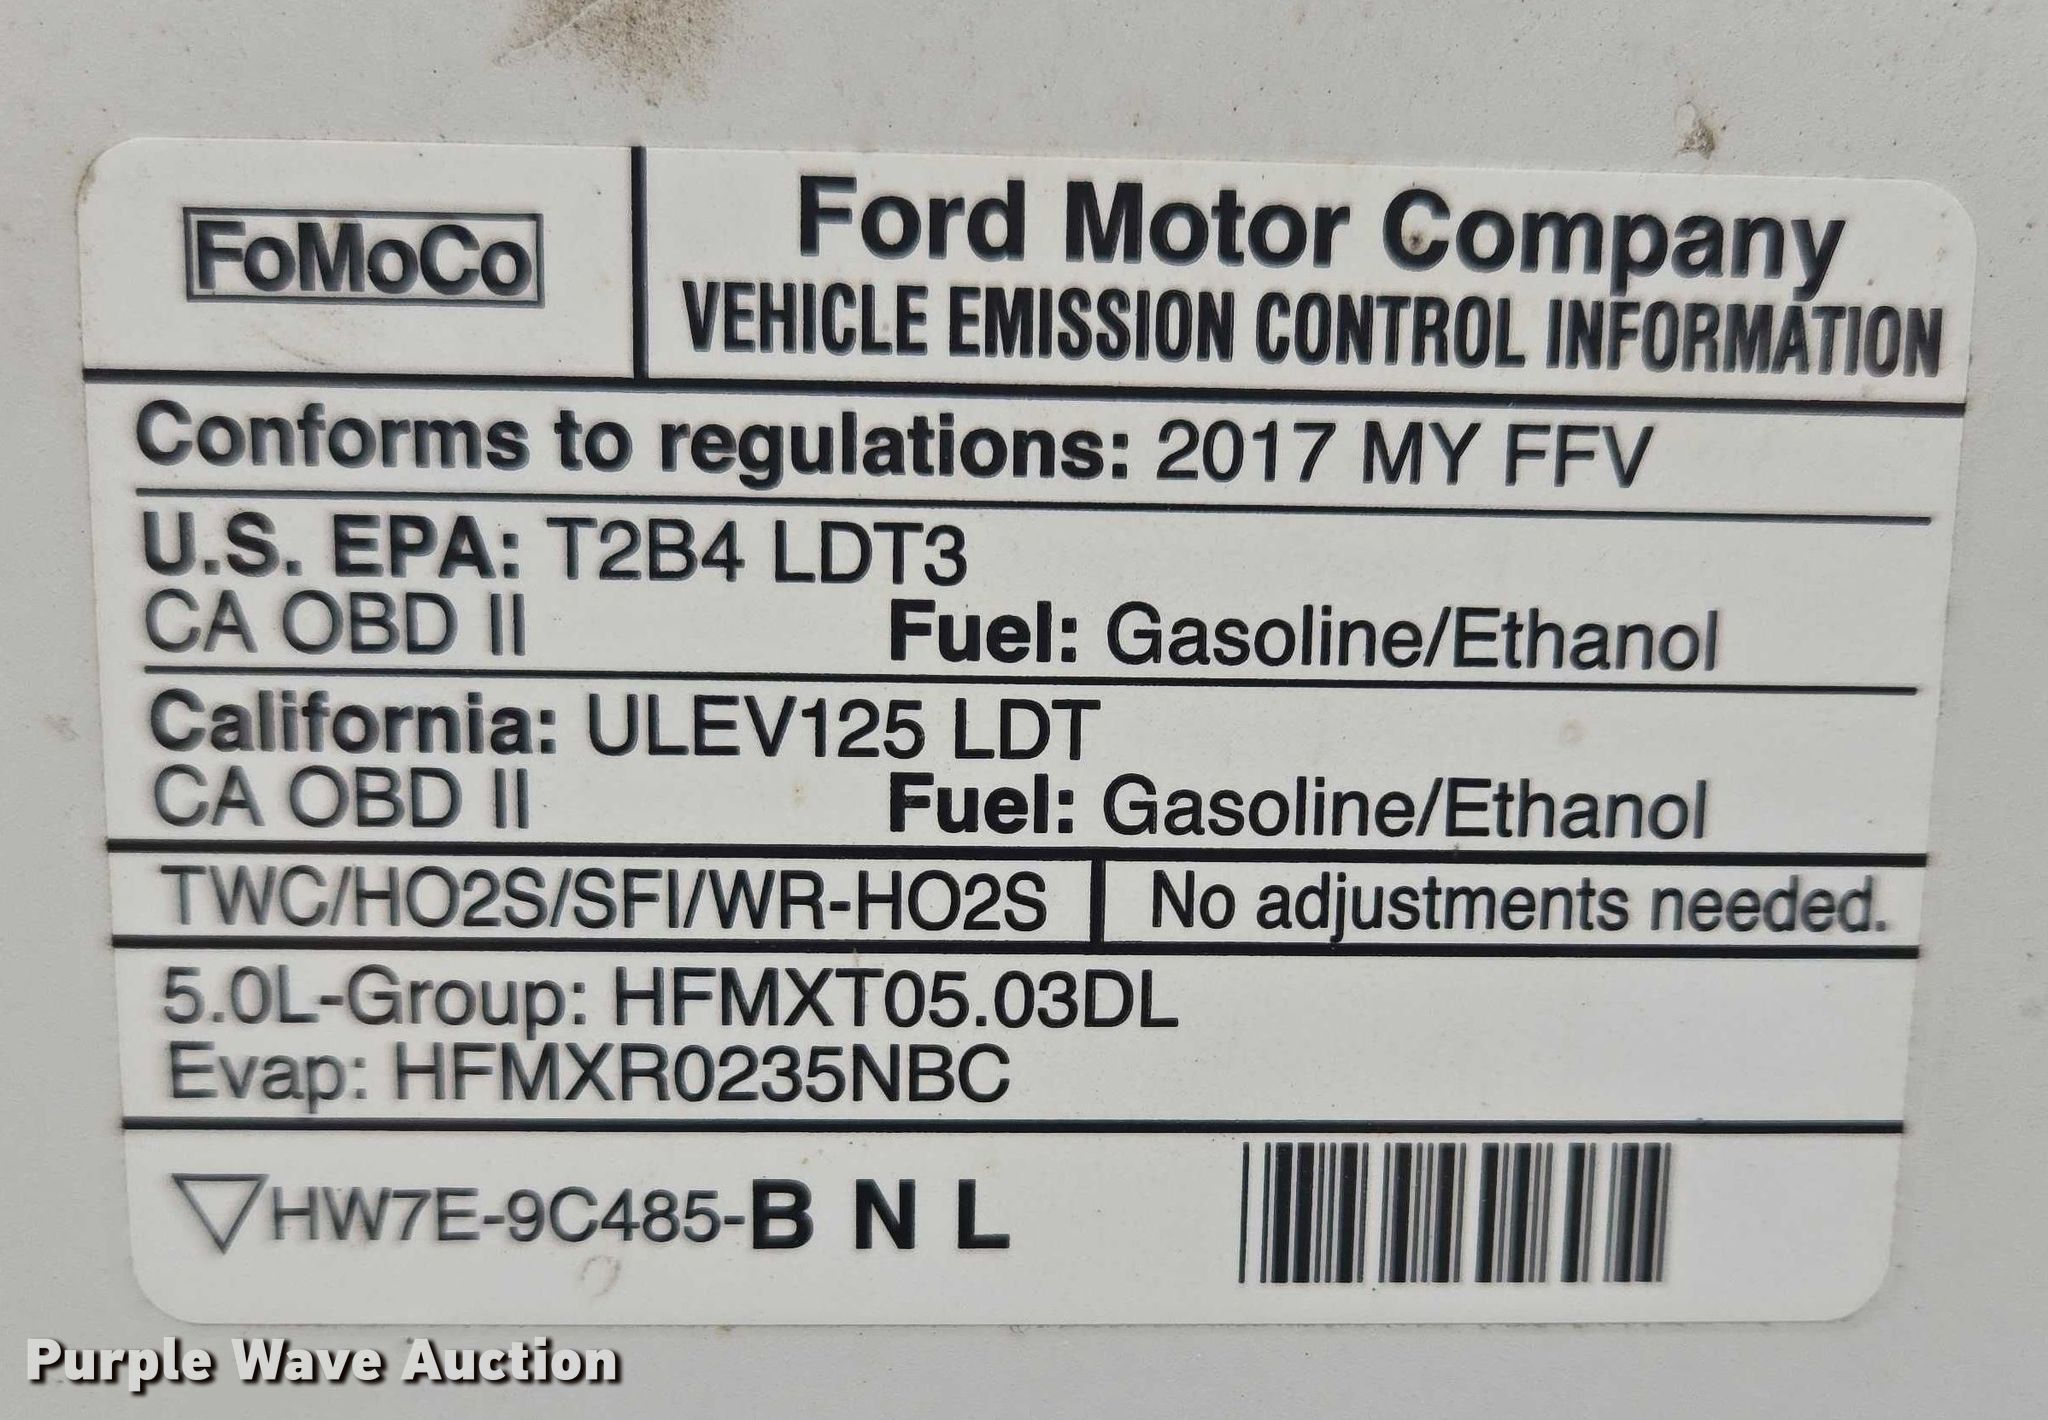 FoMoCo
Ford Motor Company
VEHICLE EMISSION CONTROL INFORMATION
Conforms to regulations: 2017 MY FFV
U.S. EPA: T2B4 LDT3
CA OBD II Fuel: Gasoline/Ethanol
California: ULEV125 LDT
CA OBD II Fuel: Gasoline/Ethanol
TWC/HO2S/SFI/WR-HO2S No adjustments needed.
5.0L-Group: HFMXT05.03DL
Evap: HFMXR0235NBC
HW7E-9C485-B N L
Purple Wave Auction